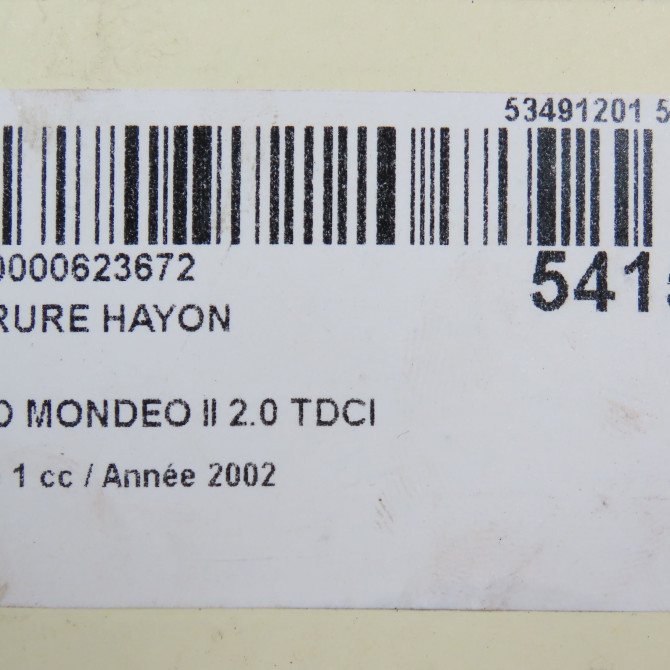 53491201 5
0000623672
5415
RURE HAYON
O MONDEO II 2.0 TDCI
1 cc / Année 2002